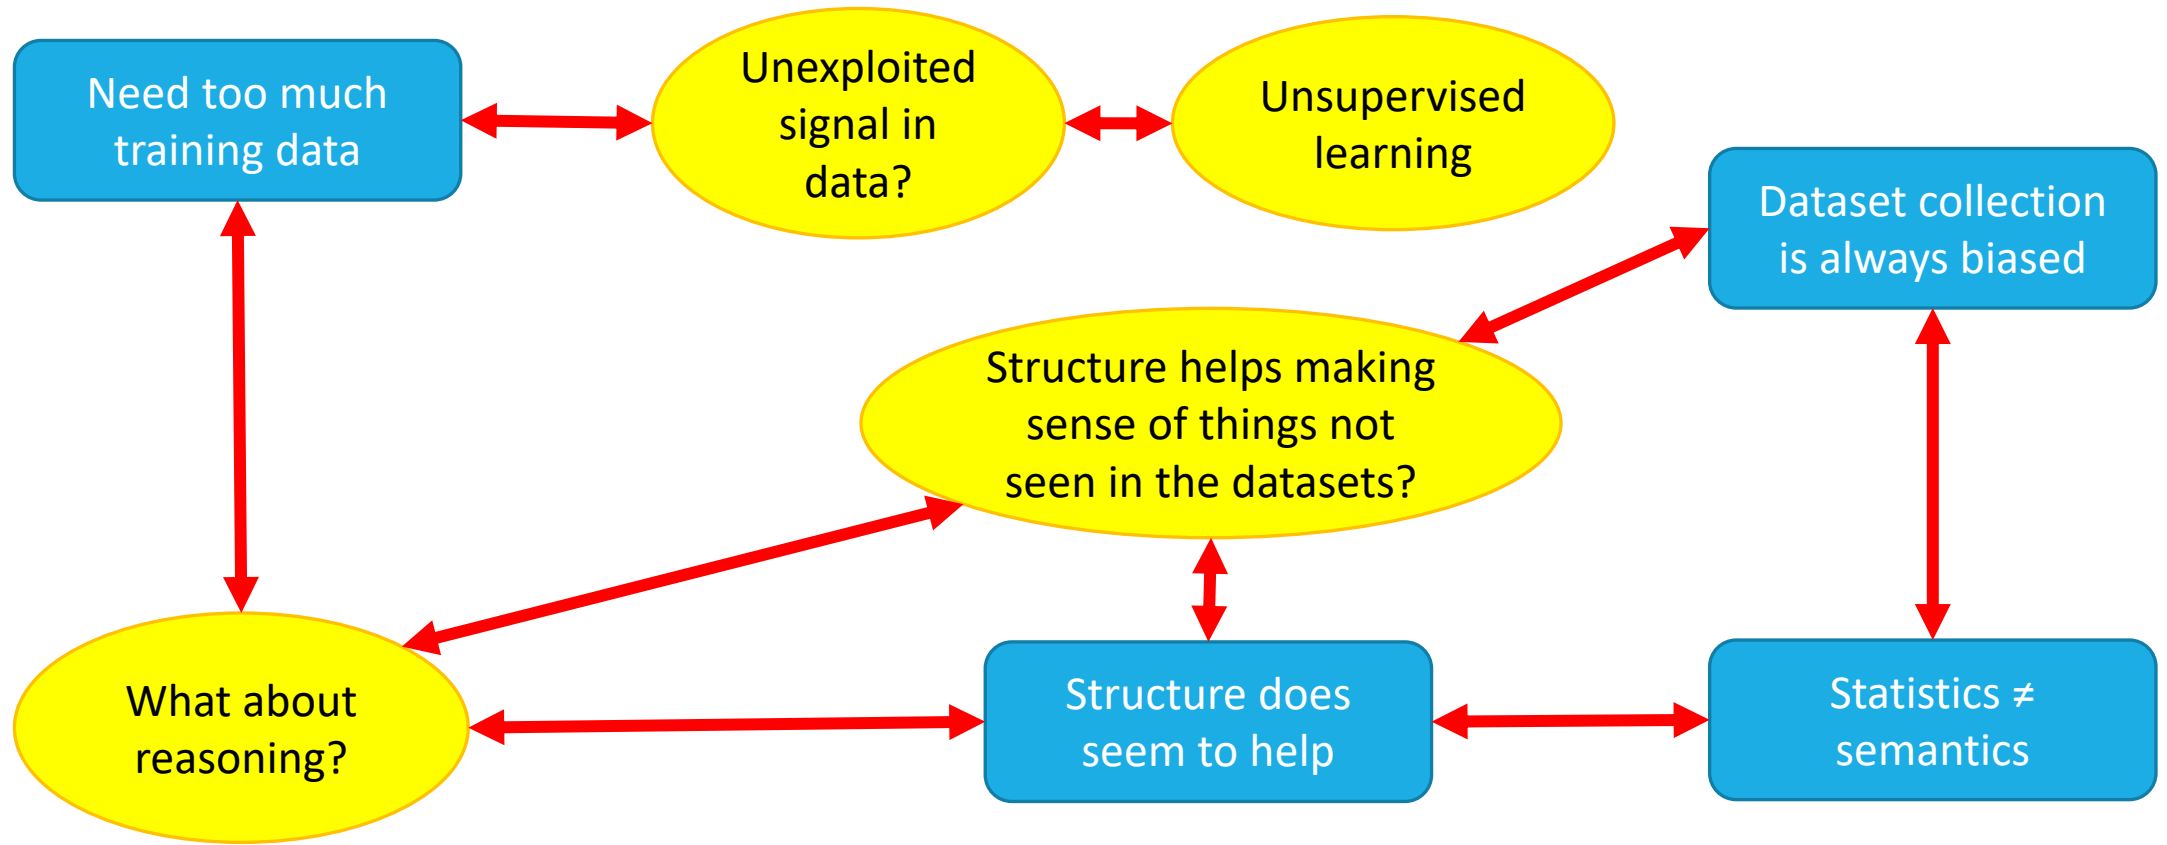 Need too much
training data
Unexploited
signal in
data?
Unsupervised
learning
Dataset collection
is always biased
Structure helps making
sense of things not
seen in the datasets?
What about
reasoning?
Structure does
seem to help
Statistics ≠
semantics